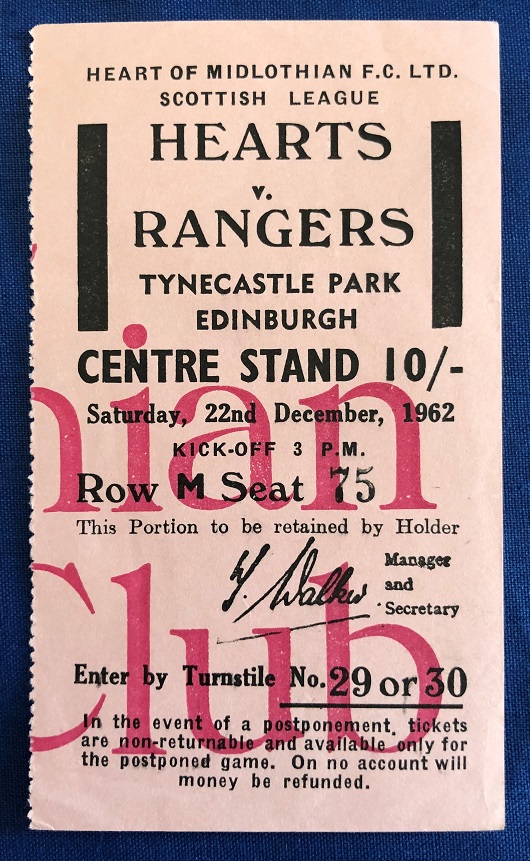 HEART OF MIDLOTHIAN F.C. LTD.
SCOTTISH LEAGUE
HEARTS
v.
RANGERS
TYNECASTLE PARK
EDINBURGH
CENTRE STAND 10/-
Saturday, 22nd December, 1962
KICK-OFF 3 P.M.
Row M Seat 75
This Portion to be retained by Holder
T. Walker
Manager
and
Secretary
Enter by Turnstile No. 29 or 30
In the event of a postponement, tickets
are non-returnable and available only for
the postponed game. On no account will
money be refunded.
nian
Club